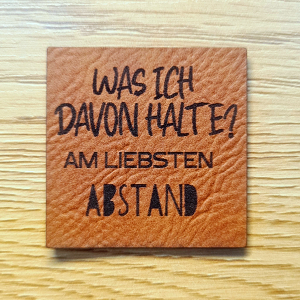 WAS ICH
DAVON HALTE?
AM LIEBSTEN
ABSTAND